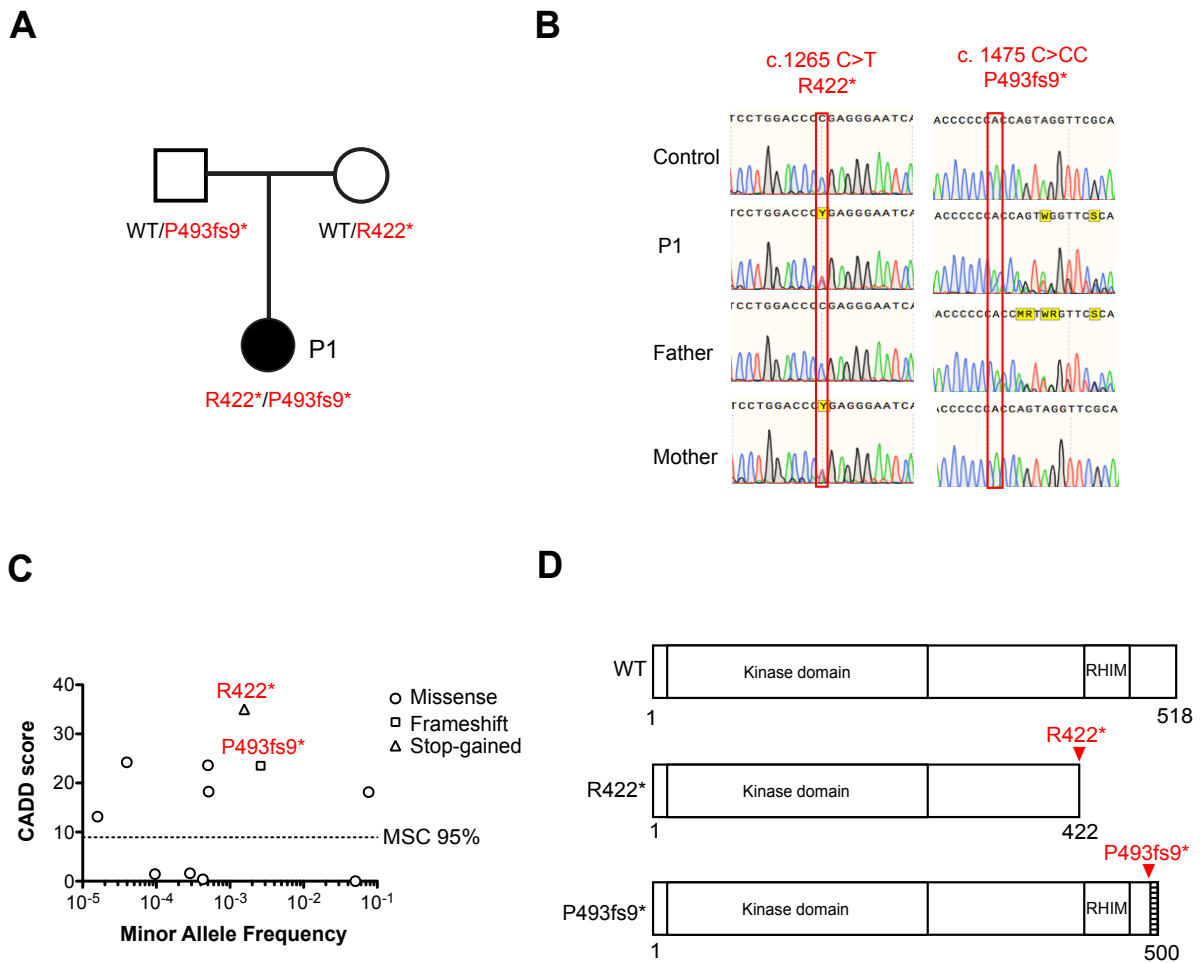 A
WT/P493fs9*
WT/R422*
P1
R422*/P493fs9*
B
c.1265 C>T
R422*
c. 1475 C>CC
P493fs9*
Control
TCCTGGACCCCGAGGGAATCA
ACCCCCCACCAGTAGGTTCGCA
P1
TCCTGGACCCYGAGGGAATCA
ACCCCCCACCAGTWGGTTCSCA
Father
TCCTGGACCCCGAGGGAATCA
CACCCCCCACCMRTWRGTTCSCA
Mother
TCCTGGACCCYGAGGGAATCA
ACCCCCCACCAGTAGGTTCGCA
C
CADD score
40
30
20
10
0
R422*
P493fs9*
MSC 95%
Missense
Frameshift
Stop-gained
10-5
10-4
10-3
10-2
10-1
Minor Allele Frequency
D
WT
Kinase domain
RHIM
1
518
R422*
R422*
Kinase domain
1
422
P493fs9*
P493fs9*
Kinase domain
RHIM
1
500